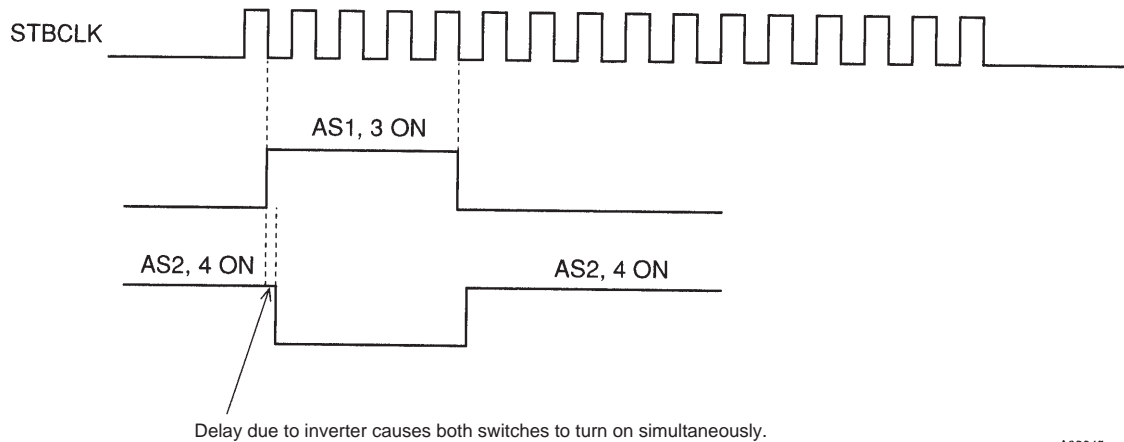 STBCLK
AS1, 3 ON
AS2, 4 ON
AS2, 4 ON
Delay due to inverter causes both switches to turn on simultaneously.